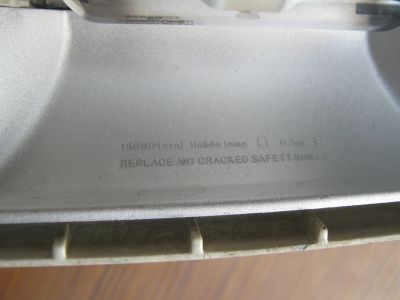 150W/Metal Halide lamp 0,5m F
REPLACE ANY CRACKED SAFETY SHIELD